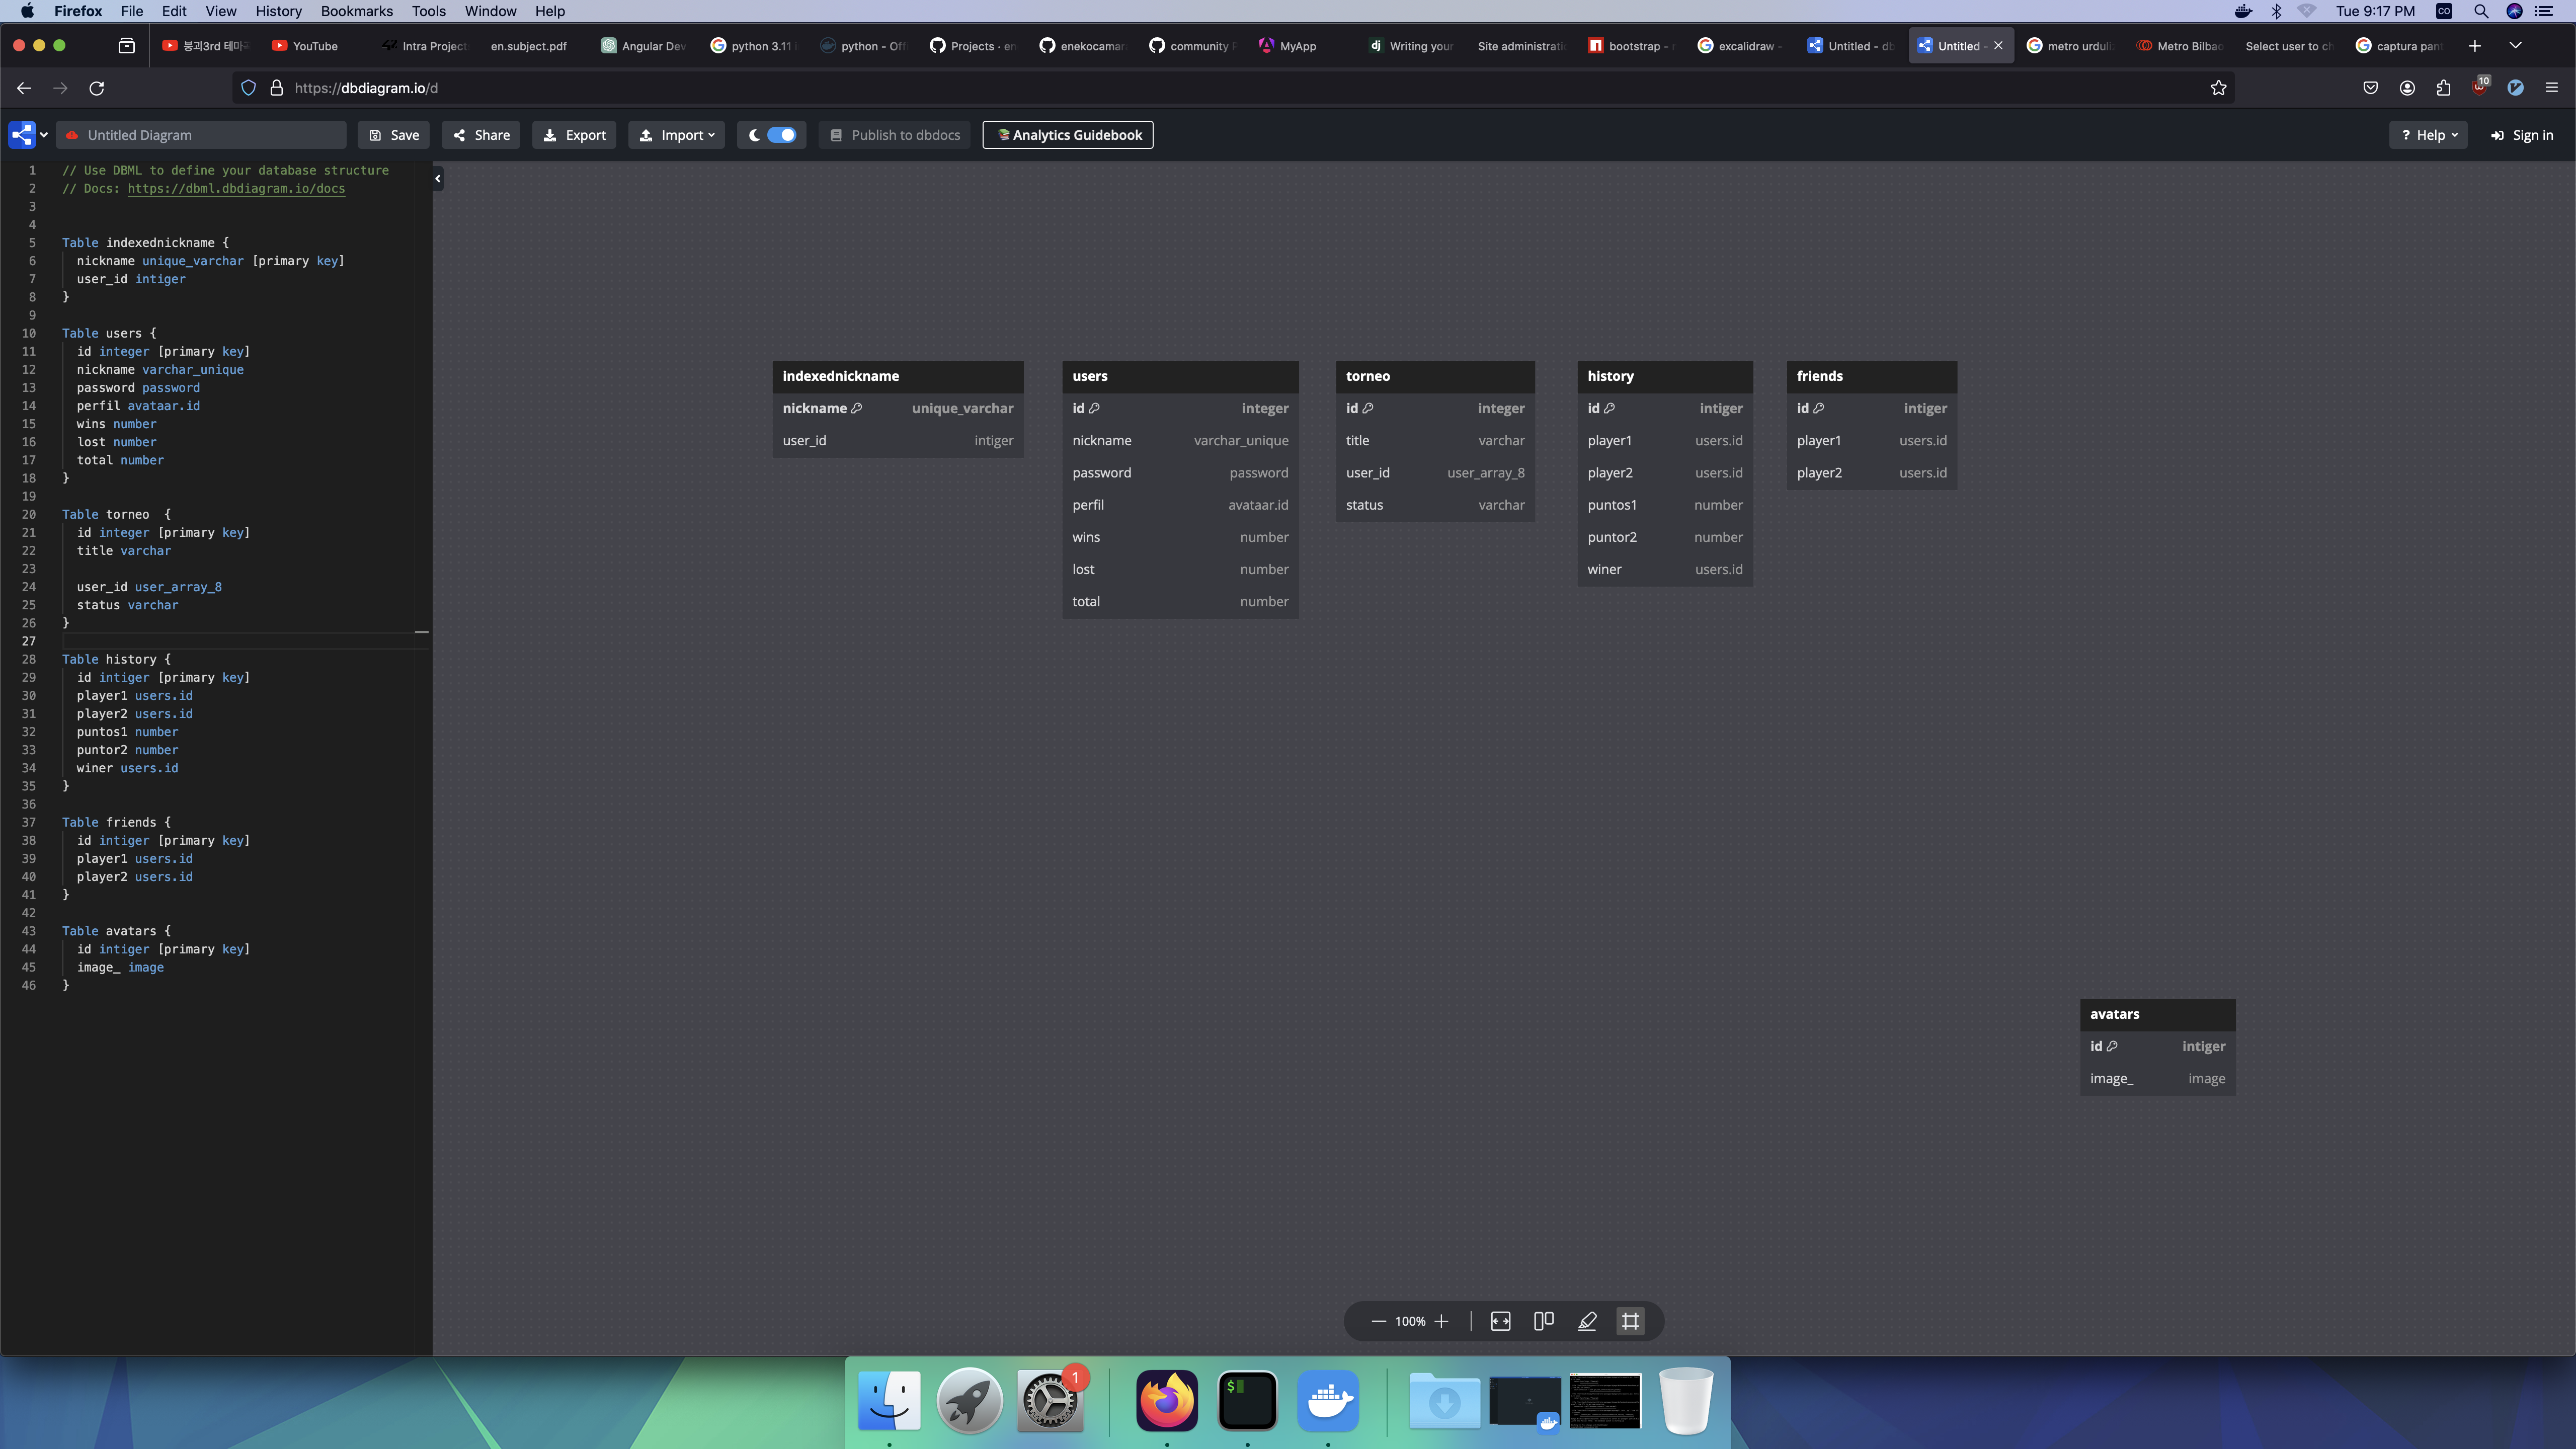 Firefox File Edit View History Bookmarks Tools Window Help
Tue 9:17 PM
YouTube
Intra Project
en.subject.pdf
Angular Dev
python 3.11
python - Off
Projects - en
enekocamar
community
MyApp
dj Writing your
Site administrati
bootstrap -
excalidraw -
Untitled - db
Untitled -
metro urduli
Metro Bilbao
Select user to ch
captura pant
https://dbdiagram.io/d
10
Untitled Diagram
Save
Share
Export
Import
Publish to dbdocs
Analytics Guidebook
? Help
Sign in
1 // Use DBML to define your database structure
2 // Docs: https://dbml.dbdiagram.io/docs
3
4
5 Table indexednickname {
6 nickname unique_varchar [primary key]
7 user_id intiger
8 }
9
10 Table users {
11 id integer [primary key]
12 nickname varchar_unique
13 password password
14 perfil avataar.id
15 wins number
16 lost number
17 total number
18 }
19
20 Table torneo {
21 id integer [primary key]
22 title varchar
23
24 user_id user_array_8
25 status varchar
26 }
27
28 Table history {
29 id intiger [primary key]
30 player1 users.id
31 player2 users.id
32 puntos1 number
33 puntor2 number
34 winer users.id
35 }
36
37 Table friends {
38 id intiger [primary key]
39 player1 users.id
40 player2 users.id
41 }
42
43 Table avatars {
44 id intiger [primary key]
45 image_ image
46 }
indexednickname
nickname unique_varchar
user_id intiger
users
id integer
nickname varchar_unique
password password
perfil avataar.id
wins number
lost number
total number
torneo
id integer
title varchar
user_id user_array_8
status varchar
history
id intiger
player1 users.id
player2 users.id
puntos1 number
puntor2 number
winer users.id
friends
id intiger
player1 users.id
player2 users.id
avatars
id intiger
image_ image
100%
1
$